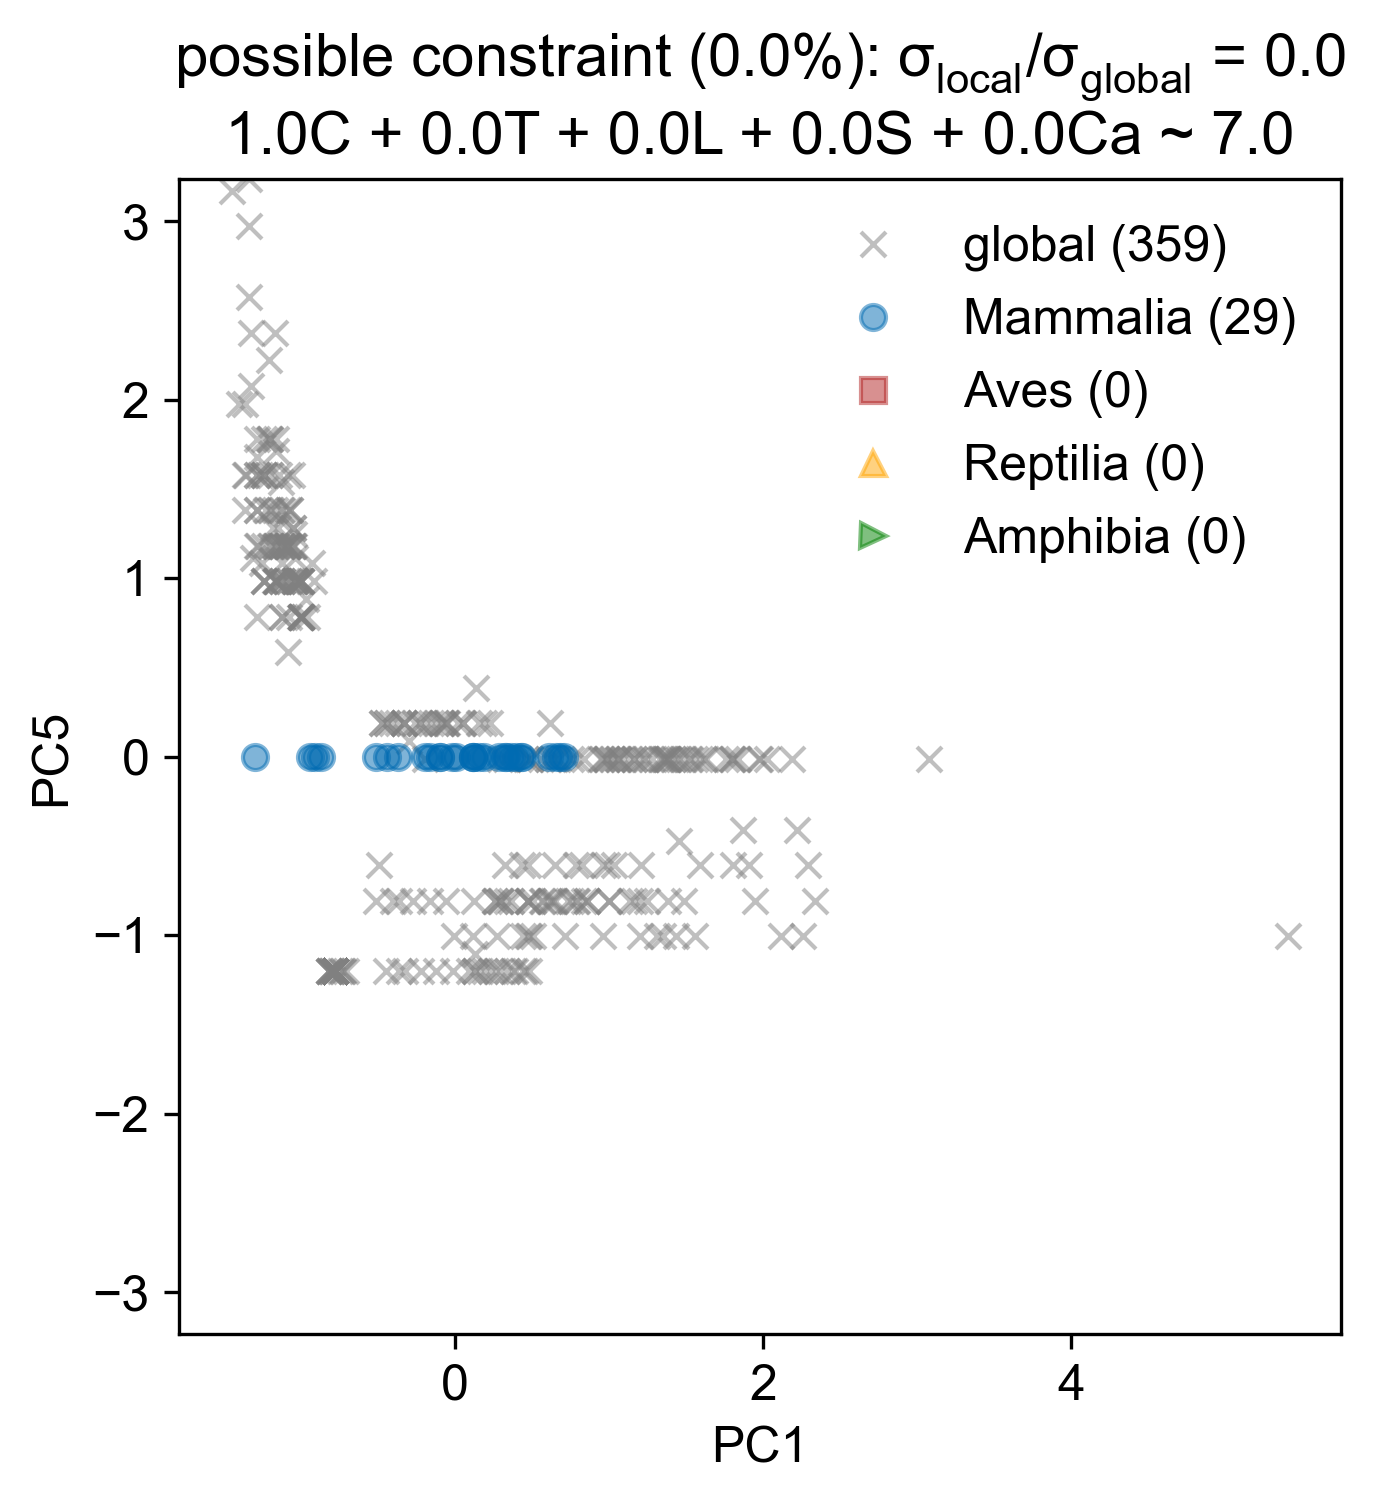 possible constraint (0.0%): σlocal/σglobal = 0.0
1.0C + 0.0T + 0.0L + 0.0S + 0.0Ca ~ 7.0
global (359)
Mammalia (29)
Aves (0)
Reptilia (0)
Amphibia (0)
3
2
1
0
−1
−2
−3
PC5
0 2 4
PC1